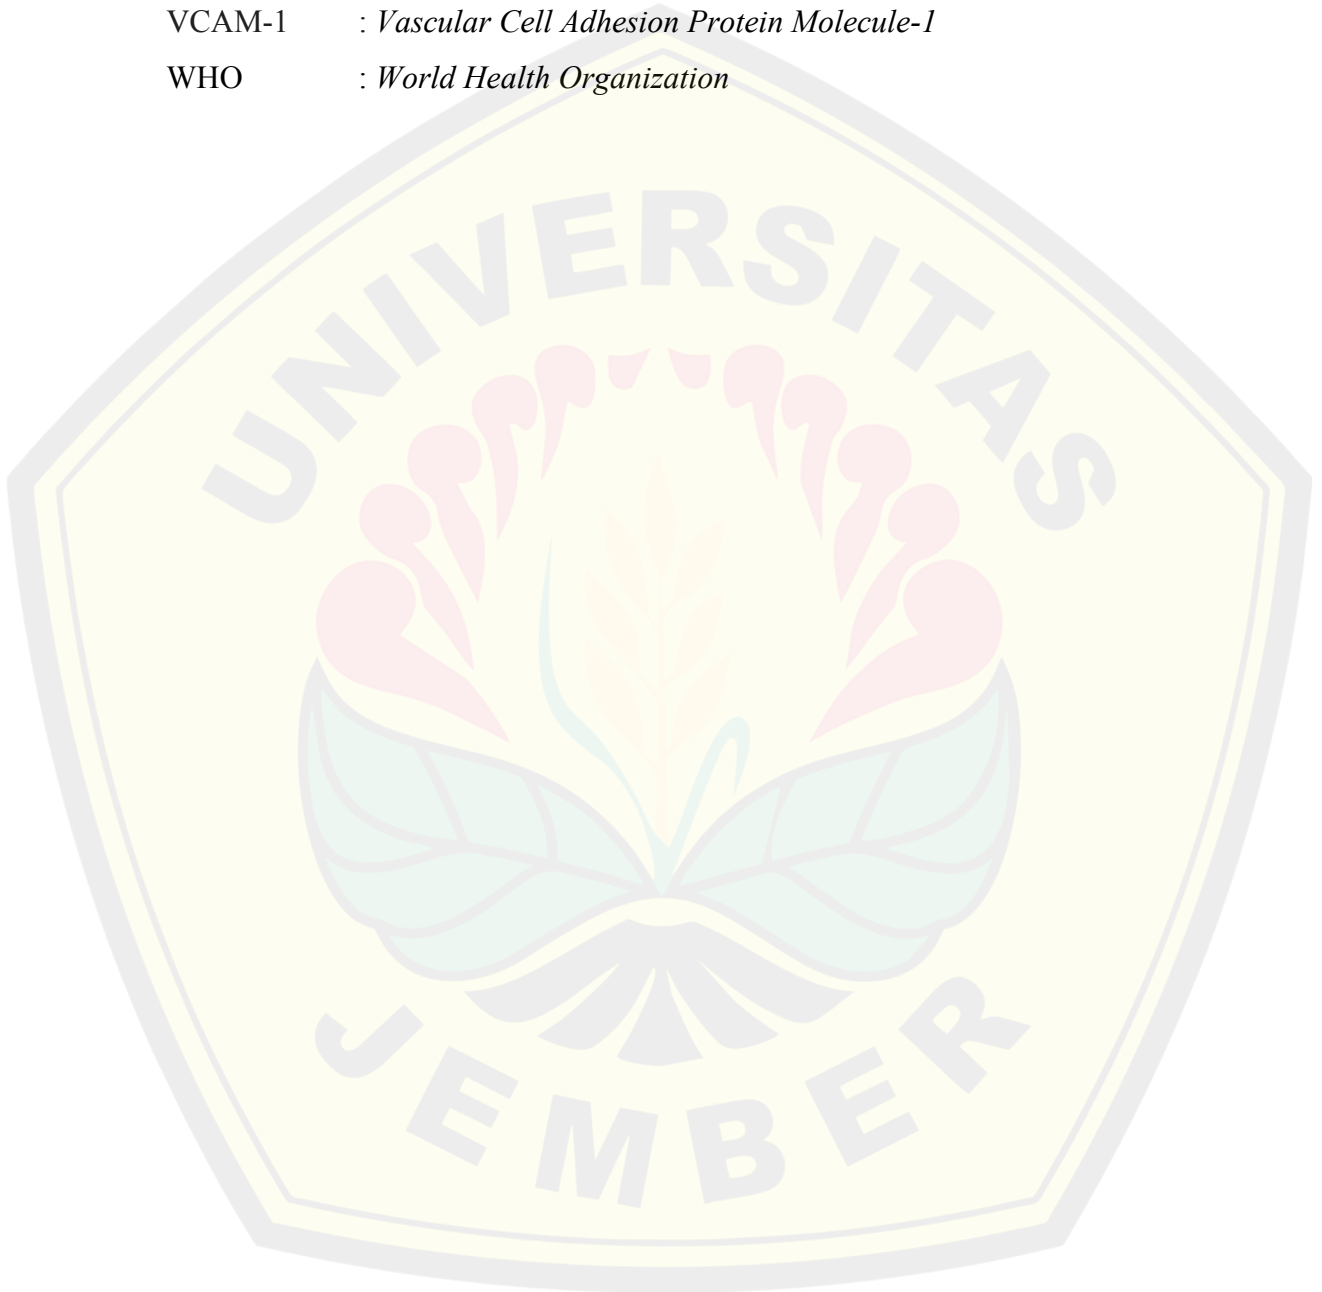 VCAM-1 : Vascular Cell Adhesion Protein Molecule-1
WHO : World Health Organization
UNIVERSITAS
JEMBER